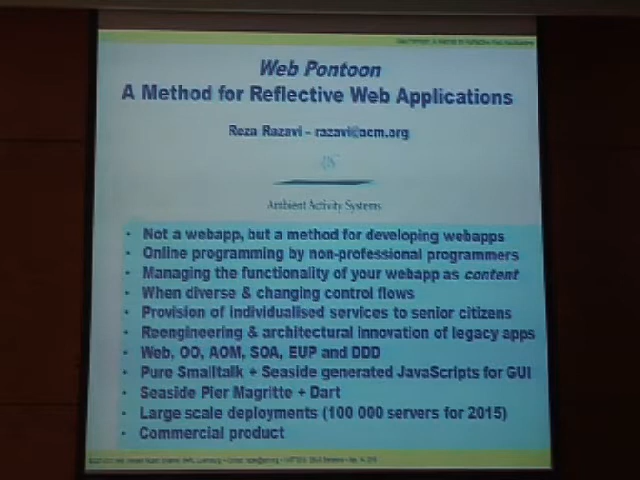 Web Pontoon
A Method for Reflective Web Applications
Reza Razavi – razavi@acm.org
Ambient Activity Systems
• Not a webapp, but a method for developing webapps
• Online programming by non-professional programmers
• Managing the functionality of your webapp as content
• When diverse & changing control flows
• Provision of individualised services to senior citizens
• Reengineering & architectural innovation of legacy apps
• Web, OO, AOM, SOA, EUP and DDD
• Pure Smalltalk + Seaside generated JavaScripts for GUI
• Seaside Pier Magritte + Dart
• Large scale deployments (100 000 servers for 2015)
• Commercial product